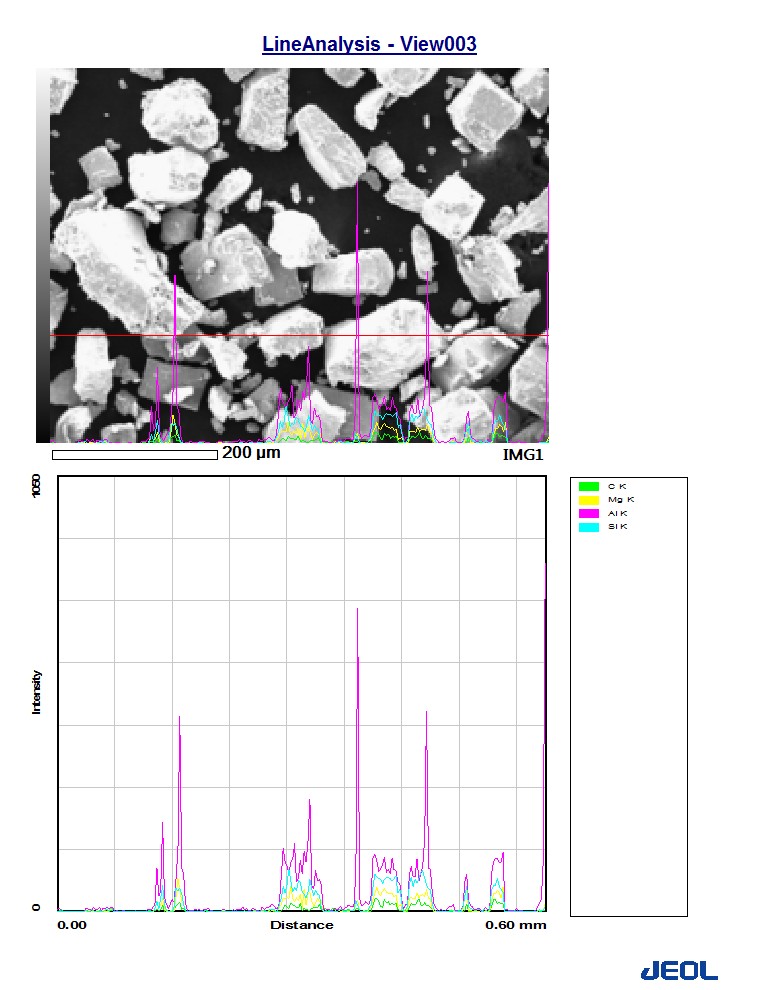 LineAnalysis - View003
200 µm
IMG1
1050
C K
Mg K
Al K
Si K
Intensity
0
0.00
Distance
0.60 mm
JEOL